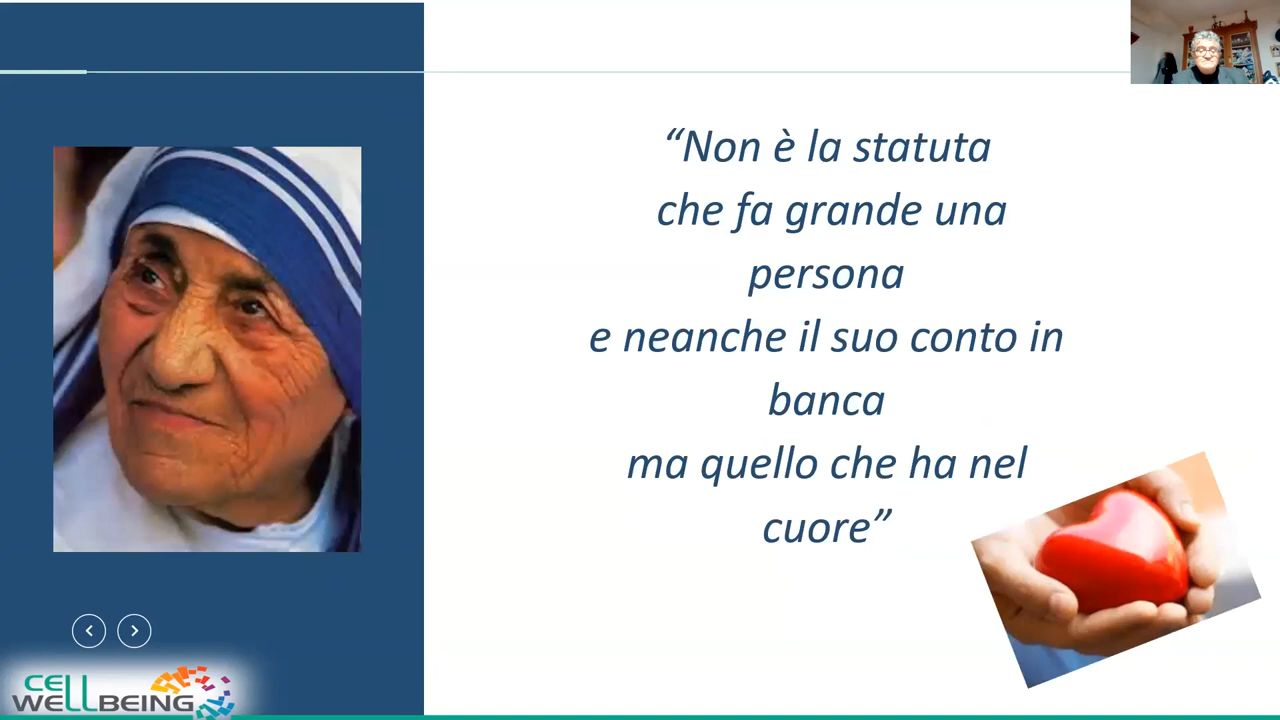 “Non è la statuta
che fa grande una
persona
e neanche il suo conto in
banca
ma quello che ha nel
cuore”
CELL
WELLBEING